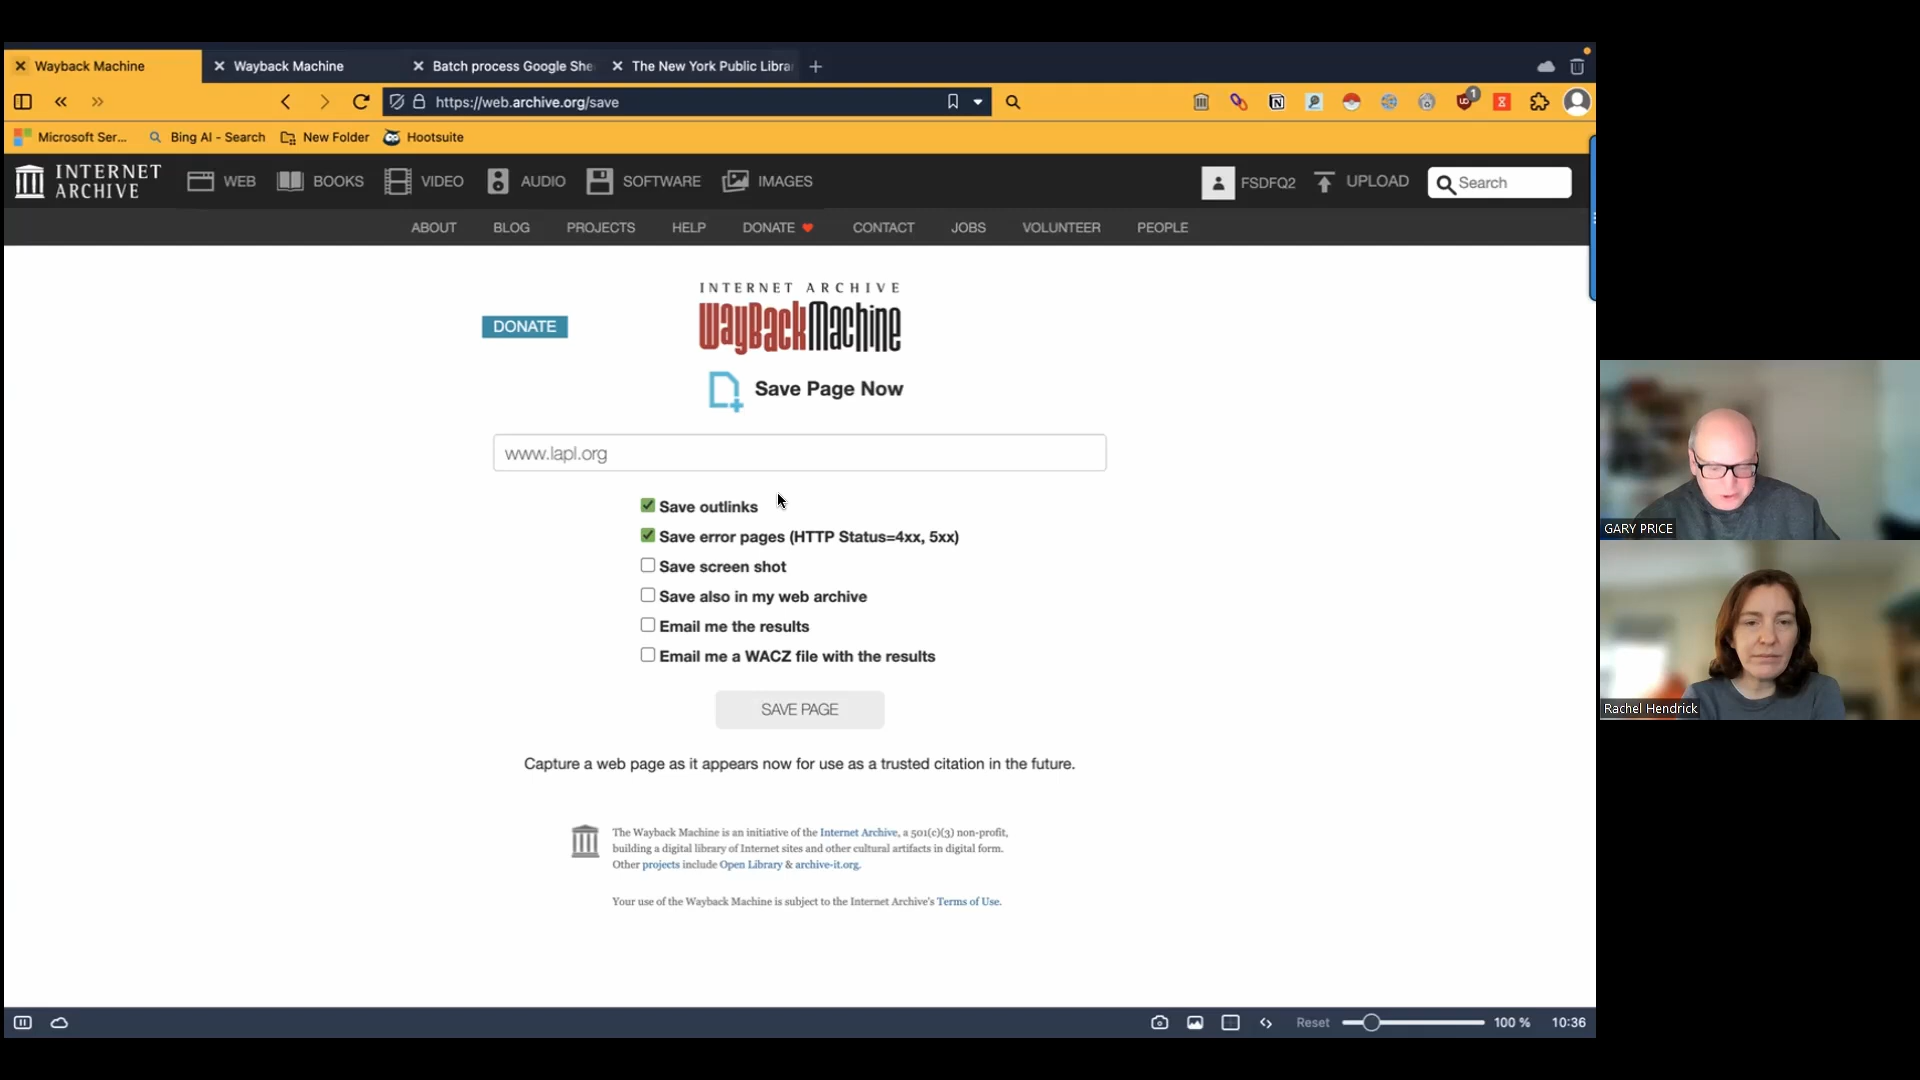 Wayback Machine
Wayback Machine
Batch process Google She
The New York Public Libra
https://web.archive.org/save
1
Microsoft Ser...
Bing AI - Search
New Folder
Hootsuite
INTERNET ARCHIVE
WEB
BOOKS
VIDEO
AUDIO
SOFTWARE
IMAGES
FSDFQ2
UPLOAD
Search
ABOUT
BLOG
PROJECTS
HELP
DONATE
CONTACT
JOBS
VOLUNTEER
PEOPLE
INTERNET ARCHIVE
WayBackMachine
DONATE
Save Page Now
www.lapl.org
Save outlinks
Save error pages (HTTP Status=4xx, 5xx)
Save screen shot
Save also in my web archive
Email me the results
Email me a WACZ file with the results
SAVE PAGE
Capture a web page as it appears now for use as a trusted citation in the future.
The Wayback Machine is an initiative of the Internet Archive, a 501(c)(3) non-profit,
building a digital library of Internet sites and other cultural artifacts in digital form.
Other projects include Open Library & archive-it.org.
Your use of the Wayback Machine is subject to the Internet Archive's Terms of Use.
Reset
100 %
10:36
GARY PRICE
Rachel Hendrick